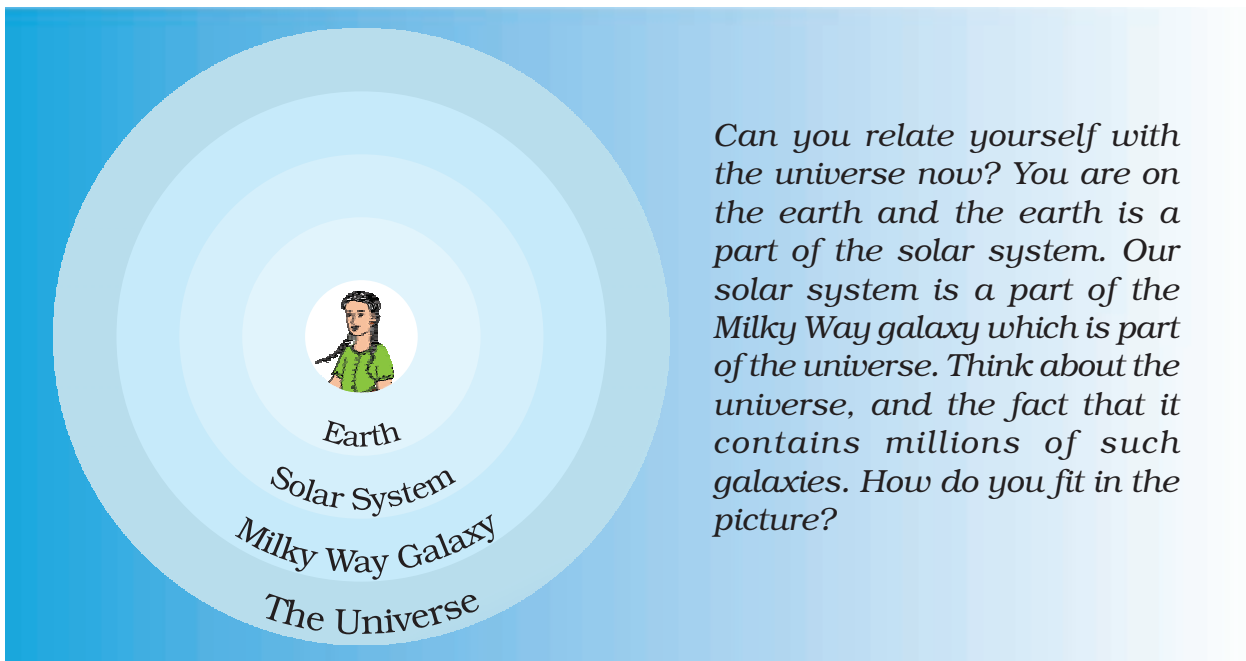 Earth
Solar System
Milky Way Galaxy
The Universe
Can you relate yourself with
the universe now? You are on
the earth and the earth is a
part of the solar system. Our
solar system is a part of the
Milky Way galaxy which is part
of the universe. Think about the
universe, and the fact that it
contains millions of such
galaxies. How do you fit in the
picture?